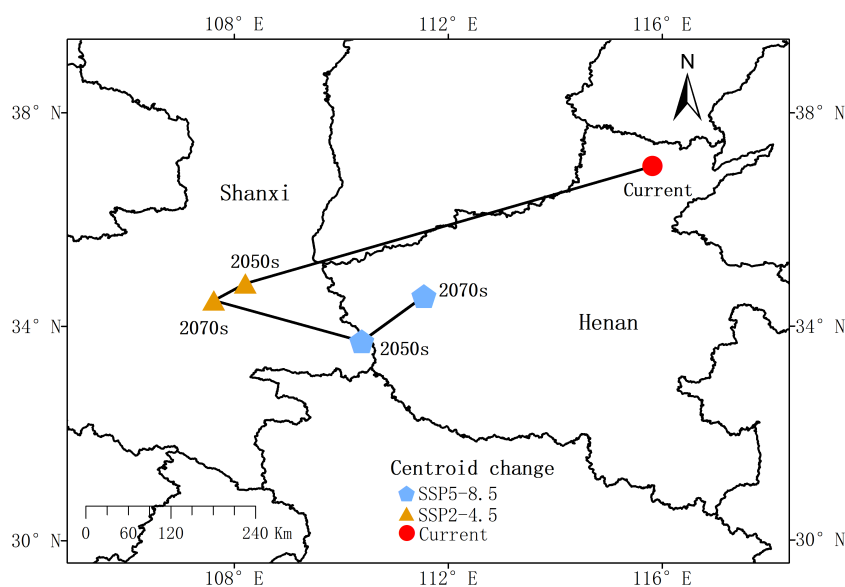 108° E 112° E 116° E
N
38° N 38° N
Current
Shanxi
2050s
2070s
2070s
Henan
34° N 34° N
2050s
Centroid change
SSP5-8.5
SSP2-4.5
Current
0 60 120 240 Km
30° N 30° N
108° E 112° E 116° E